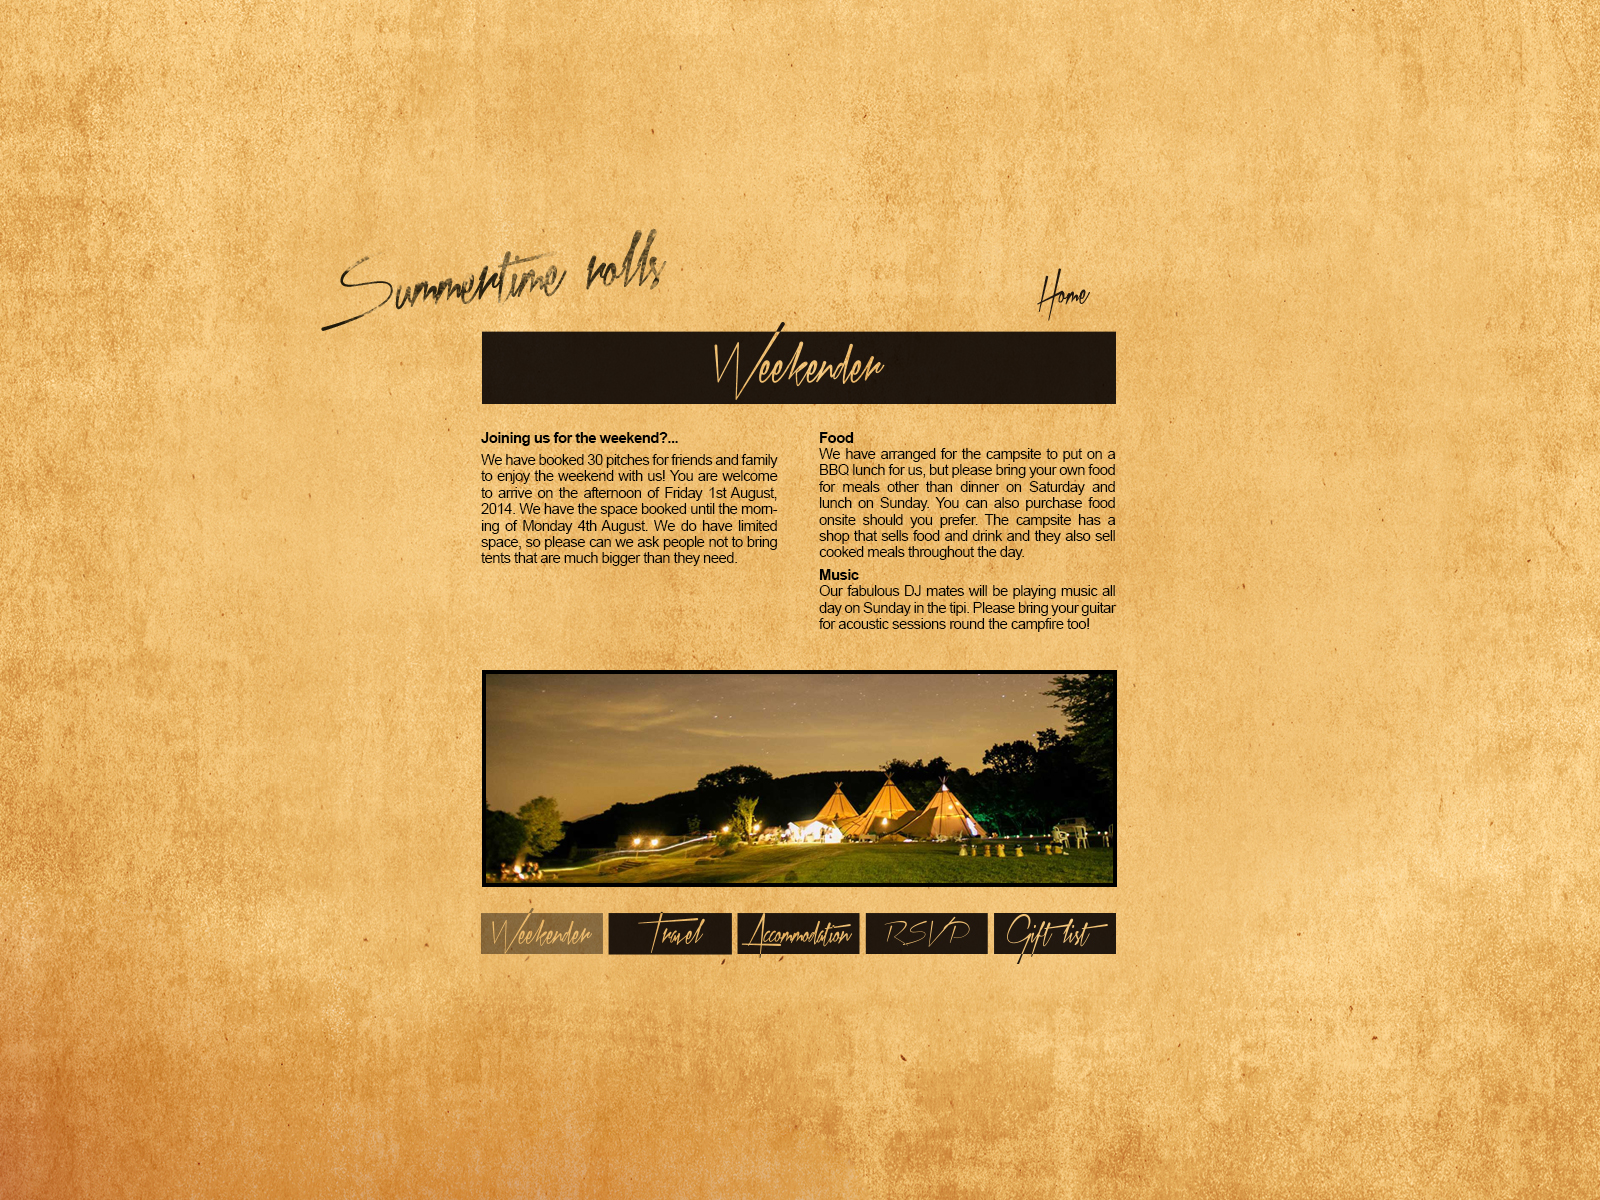 Summertime rolls
Home
Weekender
Joining us for the weekend?...
We have booked 30 pitches for friends and family
to enjoy the weekend with us! You are welcome
to arrive on the afternoon of Friday 1st August,
2014. We have the space booked until the morn-
ing of Monday 4th August. We do have limited
space, so please can we ask people not to bring
tents that are much bigger than they need.
Food
We have arranged for the campsite to put on a
BBQ lunch for us, but please bring your own food
for meals other than dinner on Saturday and
lunch on Sunday. You can also purchase food
onsite should you prefer. The campsite has a
shop that sells food and drink and they also sell
cooked meals throughout the day.
Music
Our fabulous DJ mates will be playing music all
day on Sunday in the tipi. Please bring your guitar
for acoustic sessions round the campfire too!
Weekender
Travel
Accommodation
RSVP
Gift list